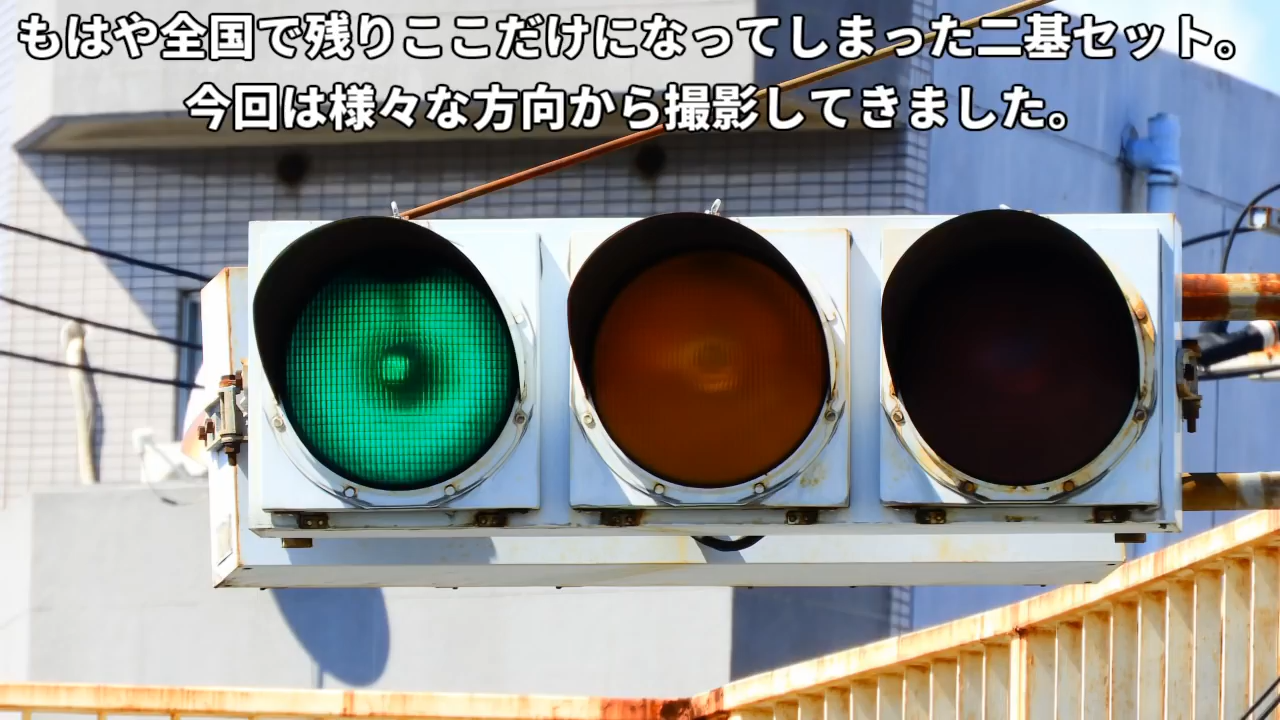 もはや全国で残りここだけになってしまった二基セット。
今回は様々な方向から撮影してきました。